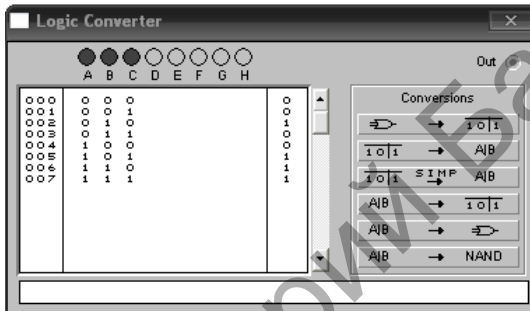 Logic Converter
A B C D E F G H
Out
000 0 0 0 0
001 0 0 1 0
002 0 1 0 1
003 0 1 1 0
004 1 0 0 0
005 1 0 1 1
006 1 1 0 1
007 1 1 1 1
Conversions
→ 1 0 | 1
1 0 | 1 → A|B
1 0 | 1 SIMP → A|B
A|B → 1 0 | 1
A|B →
A|B → NAND
рий Ба